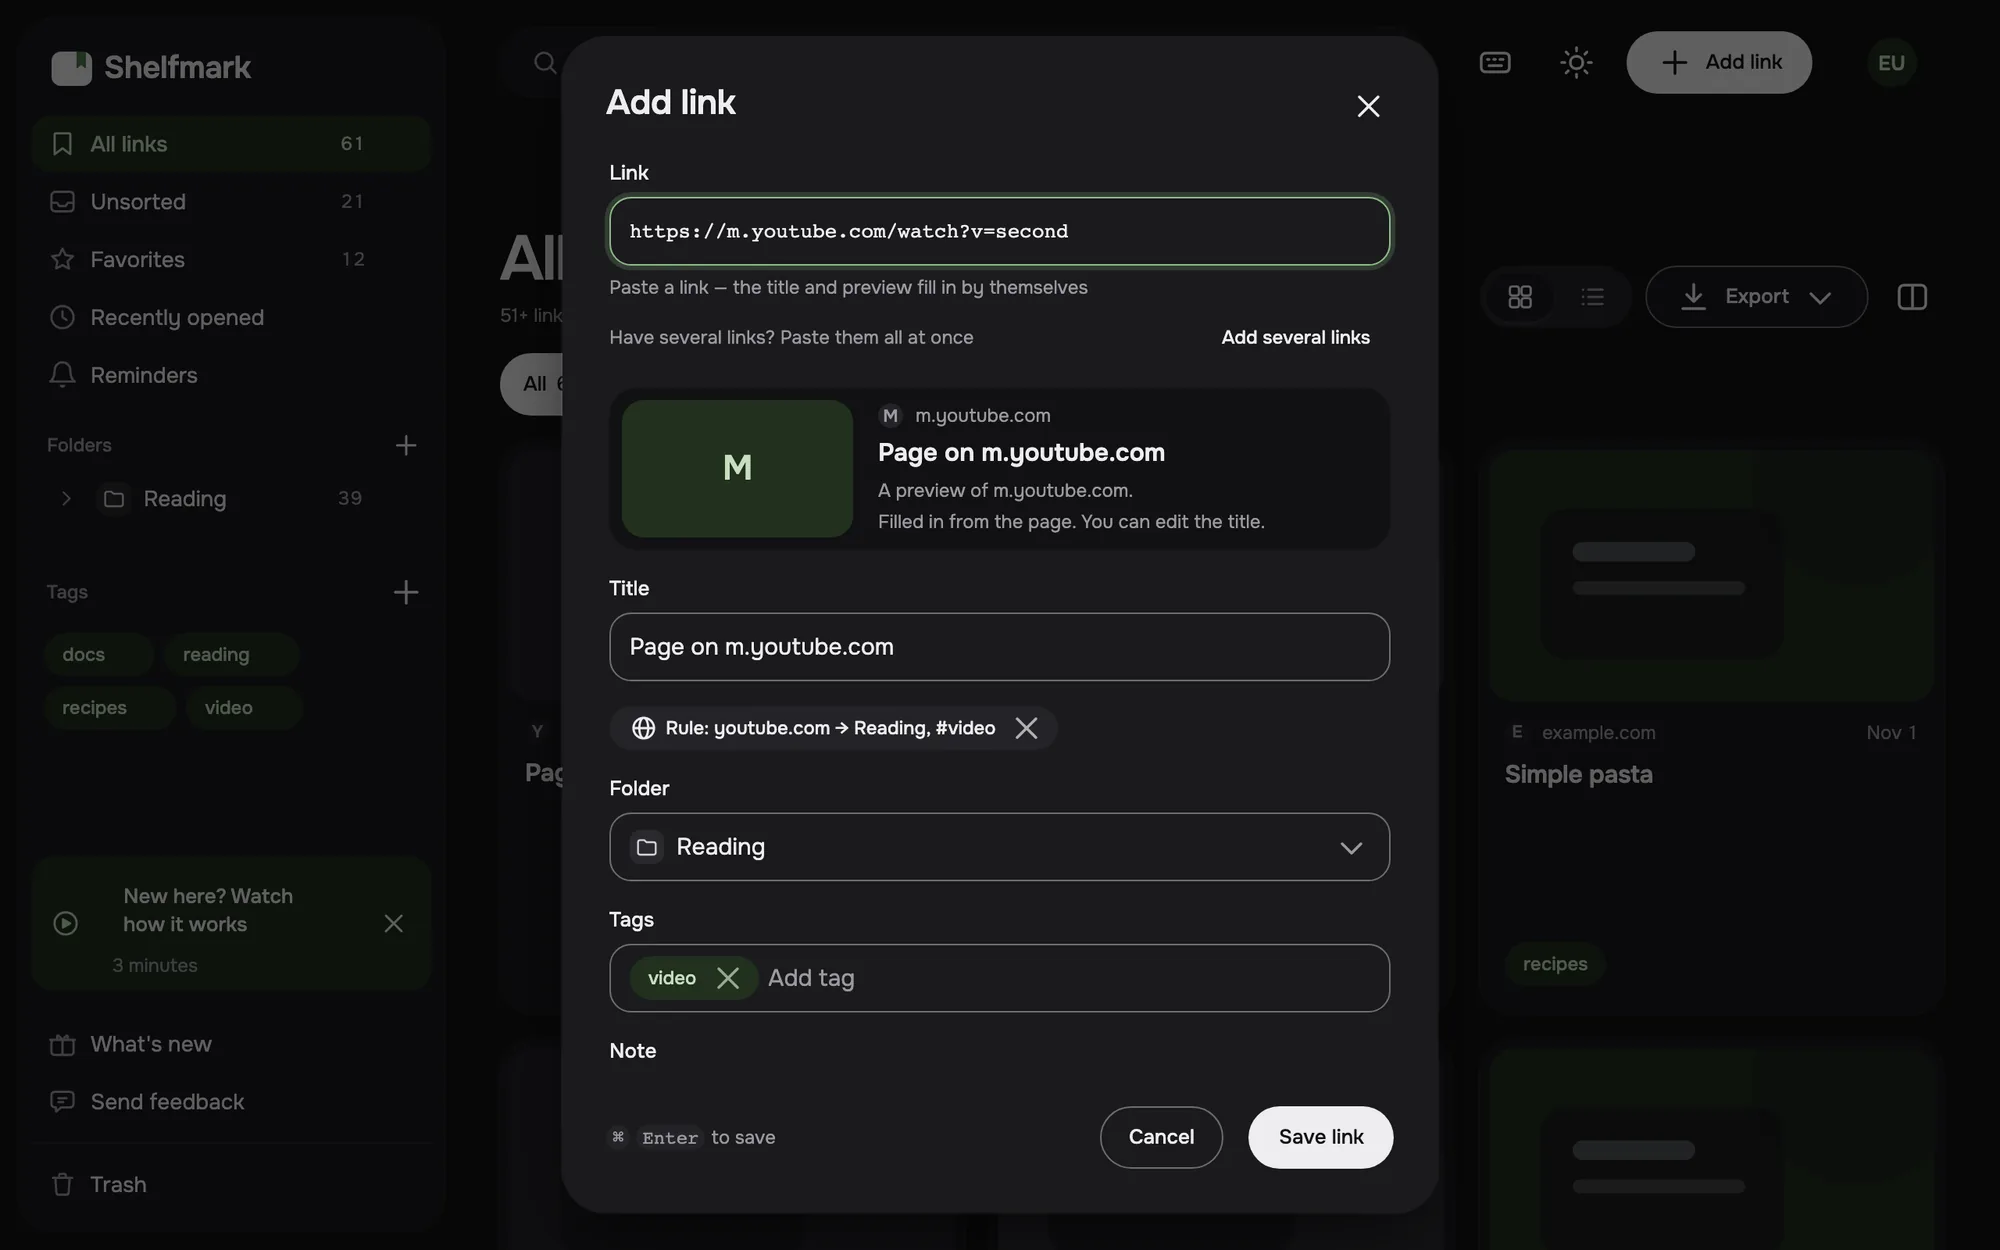 Shelfmark
All links 61
Unsorted 21
Favorites 12
Recently opened
Reminders
Folders
Reading 39
Tags
docs reading
recipes video
New here? Watch
how it works
3 minutes
What's new
Send feedback
Trash
Add link
EU
All
51+ link
All
Export
Y
Pag
E example.com Nov 1
Simple pasta
recipes
Add link
Link
https://m.youtube.com/watch?v=second
Paste a link — the title and preview fill in by themselves
Have several links? Paste them all at once Add several links
M
M m.youtube.com
Page on m.youtube.com
A preview of m.youtube.com.
Filled in from the page. You can edit the title.
Title
Page on m.youtube.com
Rule: youtube.com → Reading, #video
Folder
Reading
Tags
video Add tag
Note
⌘ Enter to save
Cancel Save link